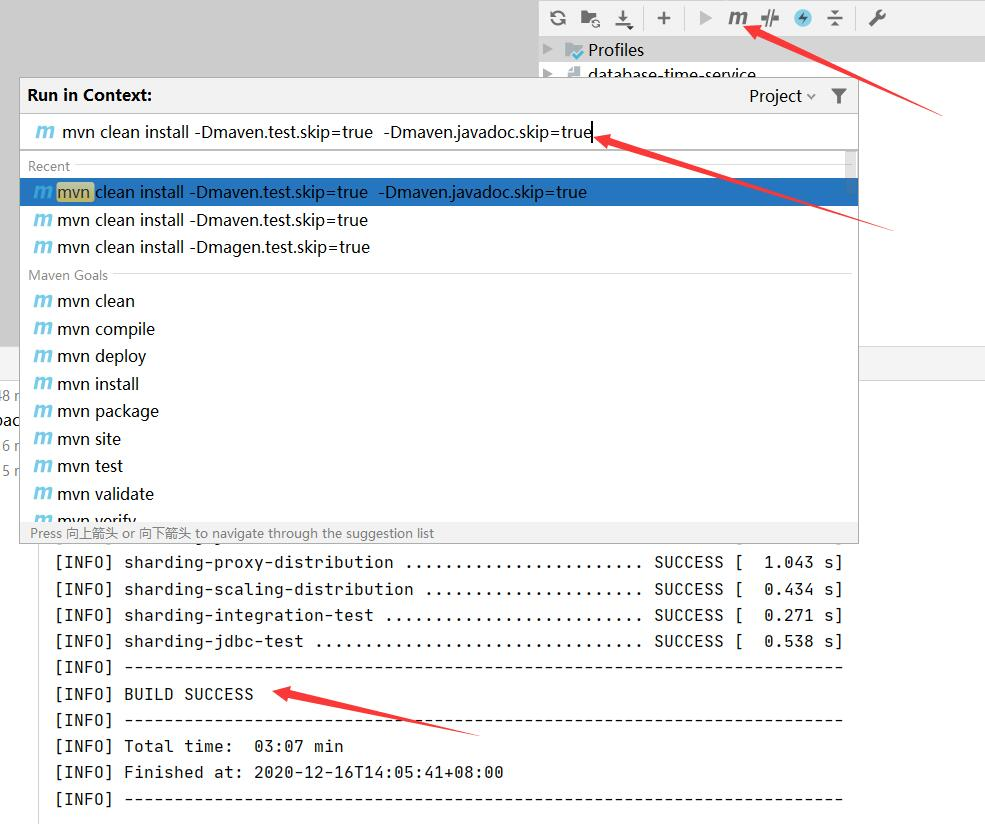 Profiles
database-time-service
Run in Context:
Project
mvn clean install -Dmaven.test.skip=true  -Dmaven.javadoc.skip=true
Recent
mvn clean install -Dmaven.test.skip=true  -Dmaven.javadoc.skip=true
mvn clean install -Dmaven.test.skip=true
mvn clean install -Dmagen.test.skip=true
Maven Goals
mvn clean
mvn compile
mvn deploy
mvn install
mvn package
mvn site
mvn test
mvn validate
mvn verify
Press 向上箭头 or 向下箭头 to navigate through the suggestion list
[INFO] sharding-proxy-distribution ........................ SUCCESS [  1.043 s]
[INFO] sharding-scaling-distribution ...................... SUCCESS [  0.434 s]
[INFO] sharding-integration-test .......................... SUCCESS [  0.271 s]
[INFO] sharding-jdbc-test ................................. SUCCESS [  0.538 s]
[INFO] ------------------------------------------------------------------------
[INFO] BUILD SUCCESS
[INFO] ------------------------------------------------------------------------
[INFO] Total time:  03:07 min
[INFO] Finished at: 2020-12-16T14:05:41+08:00
[INFO] ------------------------------------------------------------------------